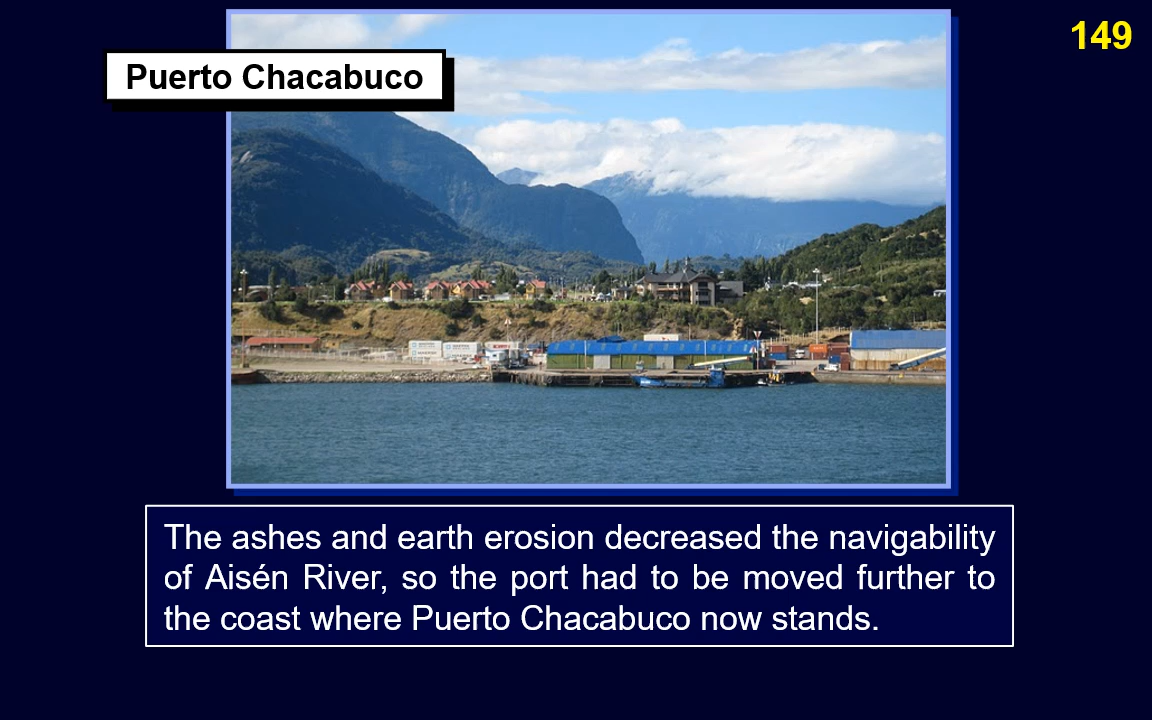 149
Puerto Chacabuco
The ashes and earth erosion decreased the navigability
of Aisén River, so the port had to be moved further to
the coast where Puerto Chacabuco now stands.